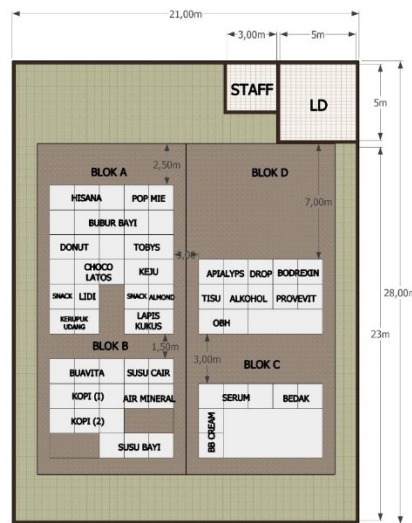 21,00m
3,00m
5m
STAFF
LD
5m
BLOK A
BLOK D
2,50m
HISANA
POP MIE
7,00m
BUBUR BAYI
DONUT
TOBYS
CHOCO
LATOS
KEJU
APIALYPS
DROP
BODREXIN
SNACK
LIDI
SNACK
ALMOND
TISU
ALKOHOL
PROVEVIT
KERUPUK
UDANG
LAPIS
KUKUS
OBH
28,00m
23m
BLOK B
1,50m
3,00m
BLOK C
BUAVITA
SUSU CAIR
KOPI (1)
AIR MINERAL
SERUM
BEDAK
KOPI (2)
BB CREAM
SUSU BAYI